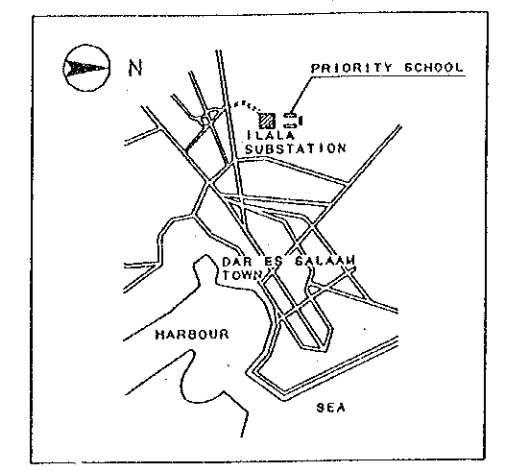 N
PRIORITY SCHOOL
ILALA
SUBSTATION
DAR ES SALAAM
TOWN
HARBOUR
SEA